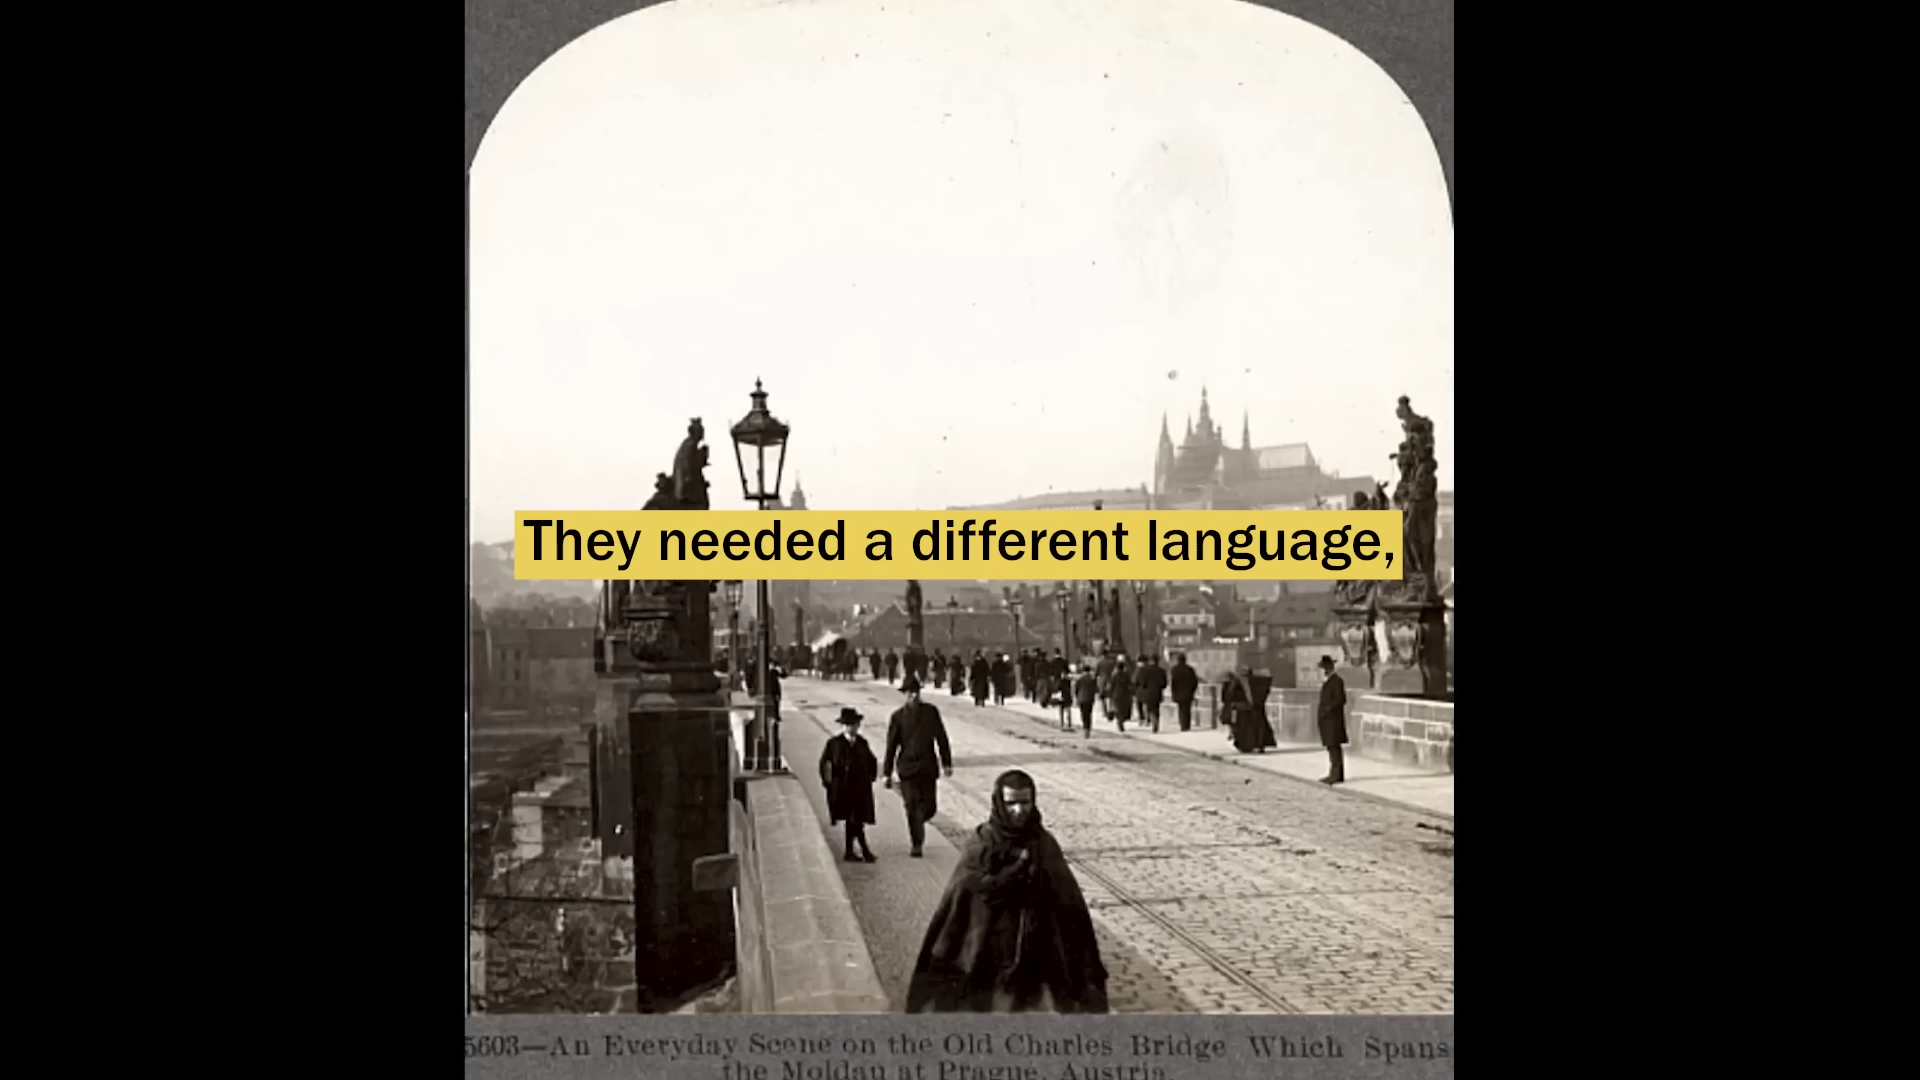 They needed a different language,
5603—An Everyday Scene on the Old Charles Bridge Which Spans
the Moldau at Prague, Austria.